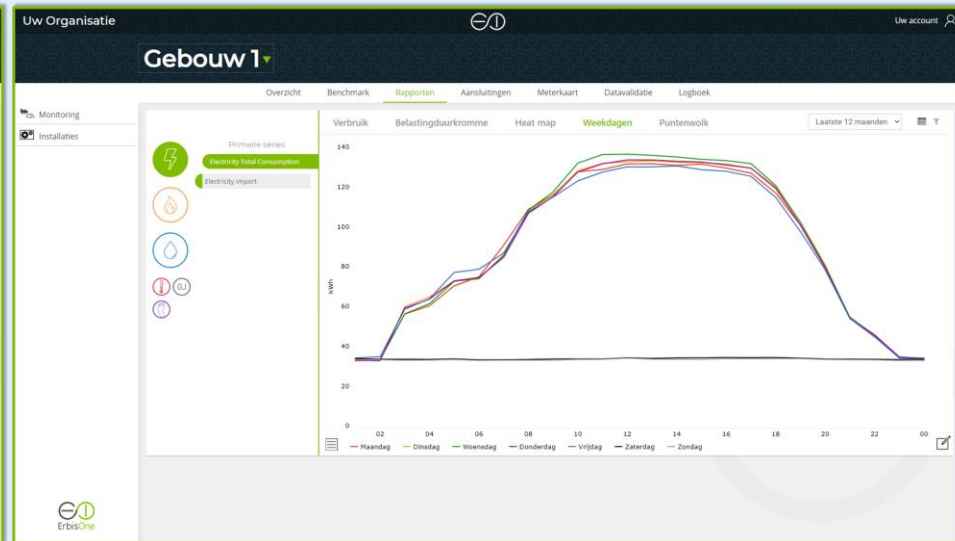 Uw Organisatie
Uw account
Gebouw 1
Overzicht Benchmark Rapporten Aansluitingen Meterkaart Datavalidatie Logboek
Monitoring
Installaties
Primaire series
Electricity Total Consumption
Electricity Import
GJ
Verbruik Belastingduurkromme Heat map Weekdagen Puntenwolk
Laatste 12 maanden
140
120
100
80
60
40
20
0
kWh
02 04 06 08 10 12 14 16 18 20 22 00
Maandag Dinsdag Woensdag Donderdag Vrijdag Zaterdag Zondag
ErbisOne